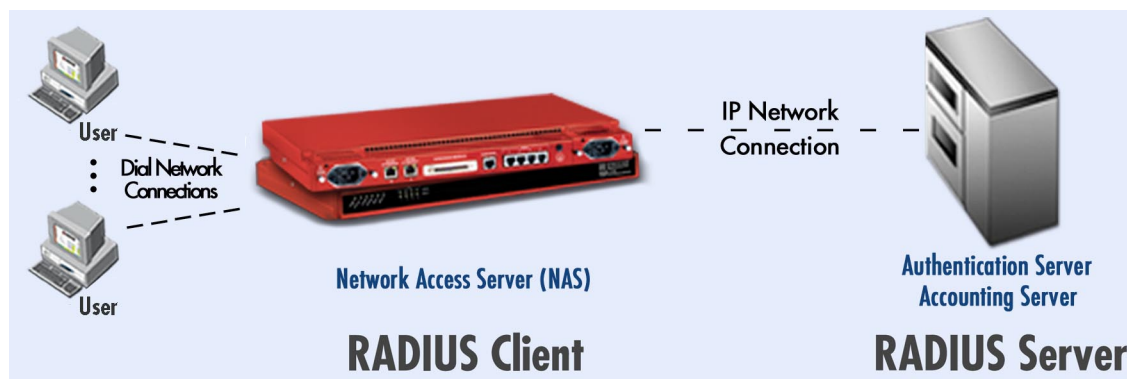 User
Dial Network
Connections
User
IP Network
Connection
Network Access Server (NAS)
Authentication Server
Accounting Server
RADIUS Client
RADIUS Server